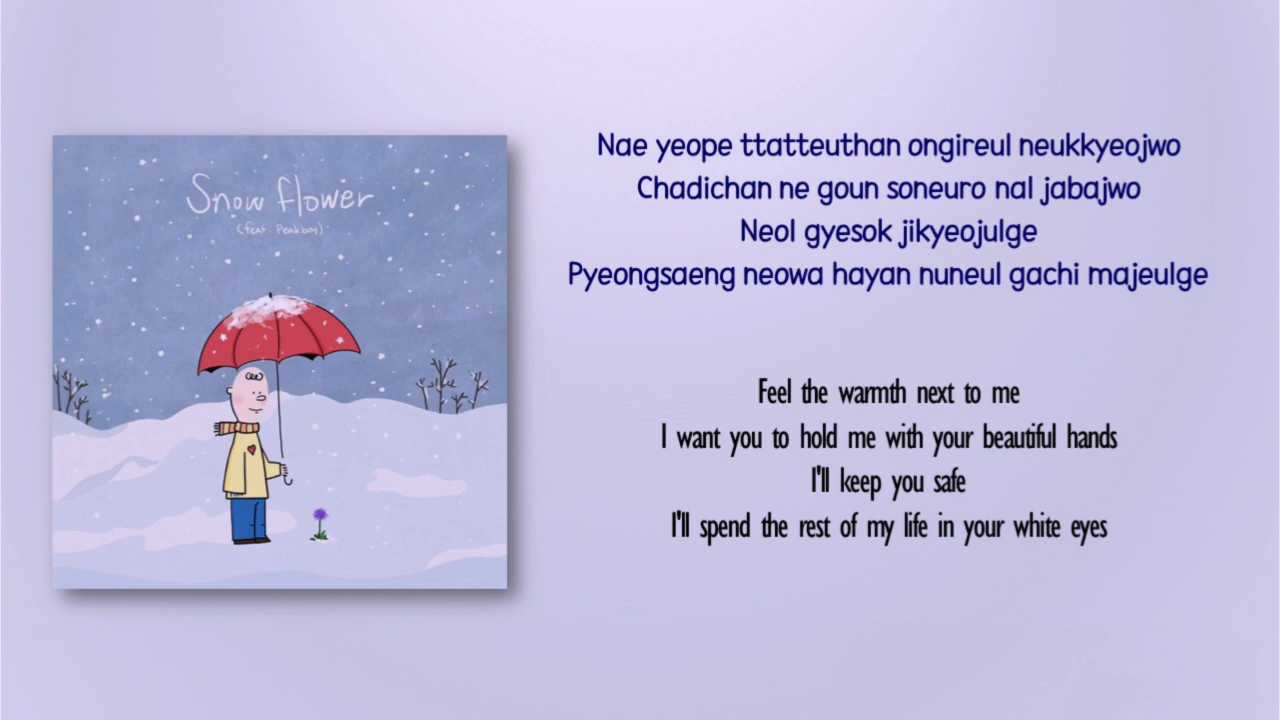 Snow flower
(feat. Peakboy)
Nae yeope ttatteuthan ongireul neukkyeojwo
Chadichan ne goun soneuro nal jabajwo
Neol gyesok jikyeojulge
Pyeongsaeng neowa hayan nuneul gachi majeulge
Feel the warmth next to me
I want you to hold me with your beautiful hands
I'll keep you safe
I'll spend the rest of my life in your white eyes